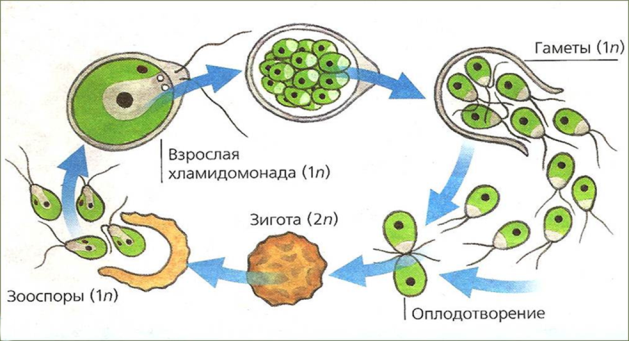 Гаметы (1n)
Взрослая
хламидомонада (1n)
Зигота (2n)
Зооспоры (1n)
Оплодотворение